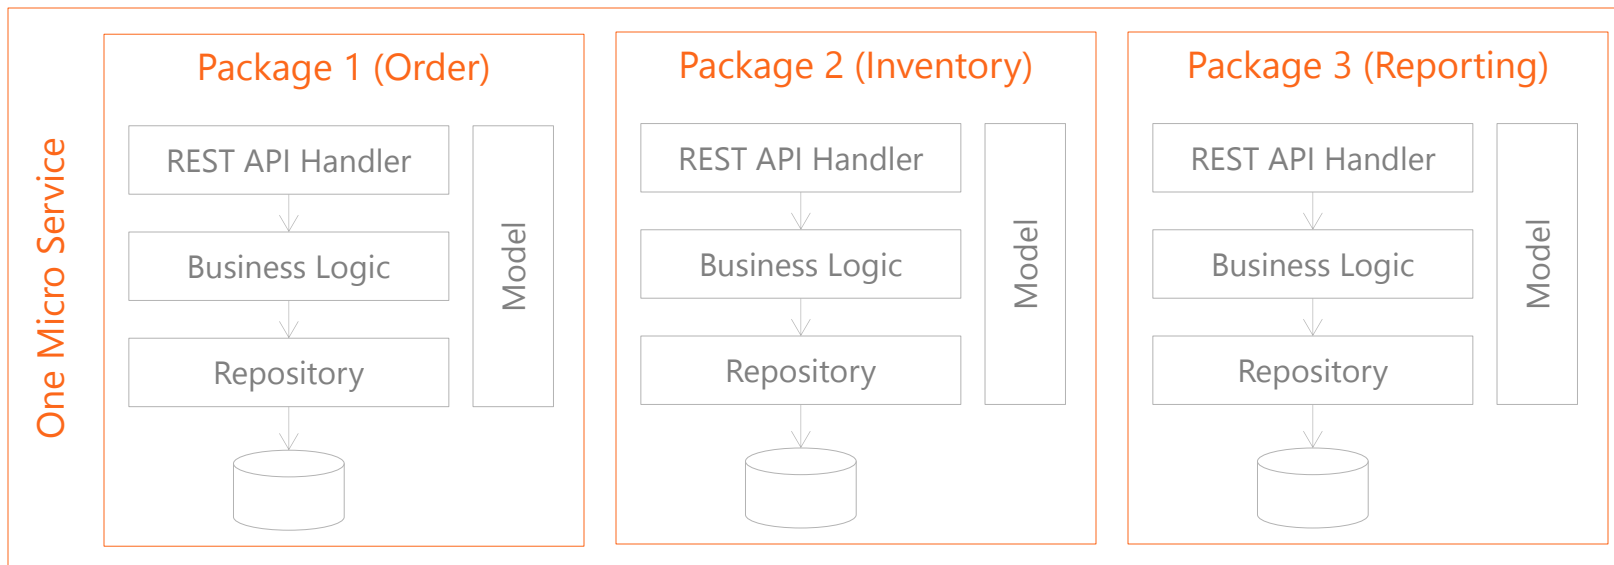 One Micro Service
Package 1 (Order)
REST API Handler
Business Logic
Repository
Model
Package 2 (Inventory)
REST API Handler
Business Logic
Repository
Model
Package 3 (Reporting)
REST API Handler
Business Logic
Repository
Model